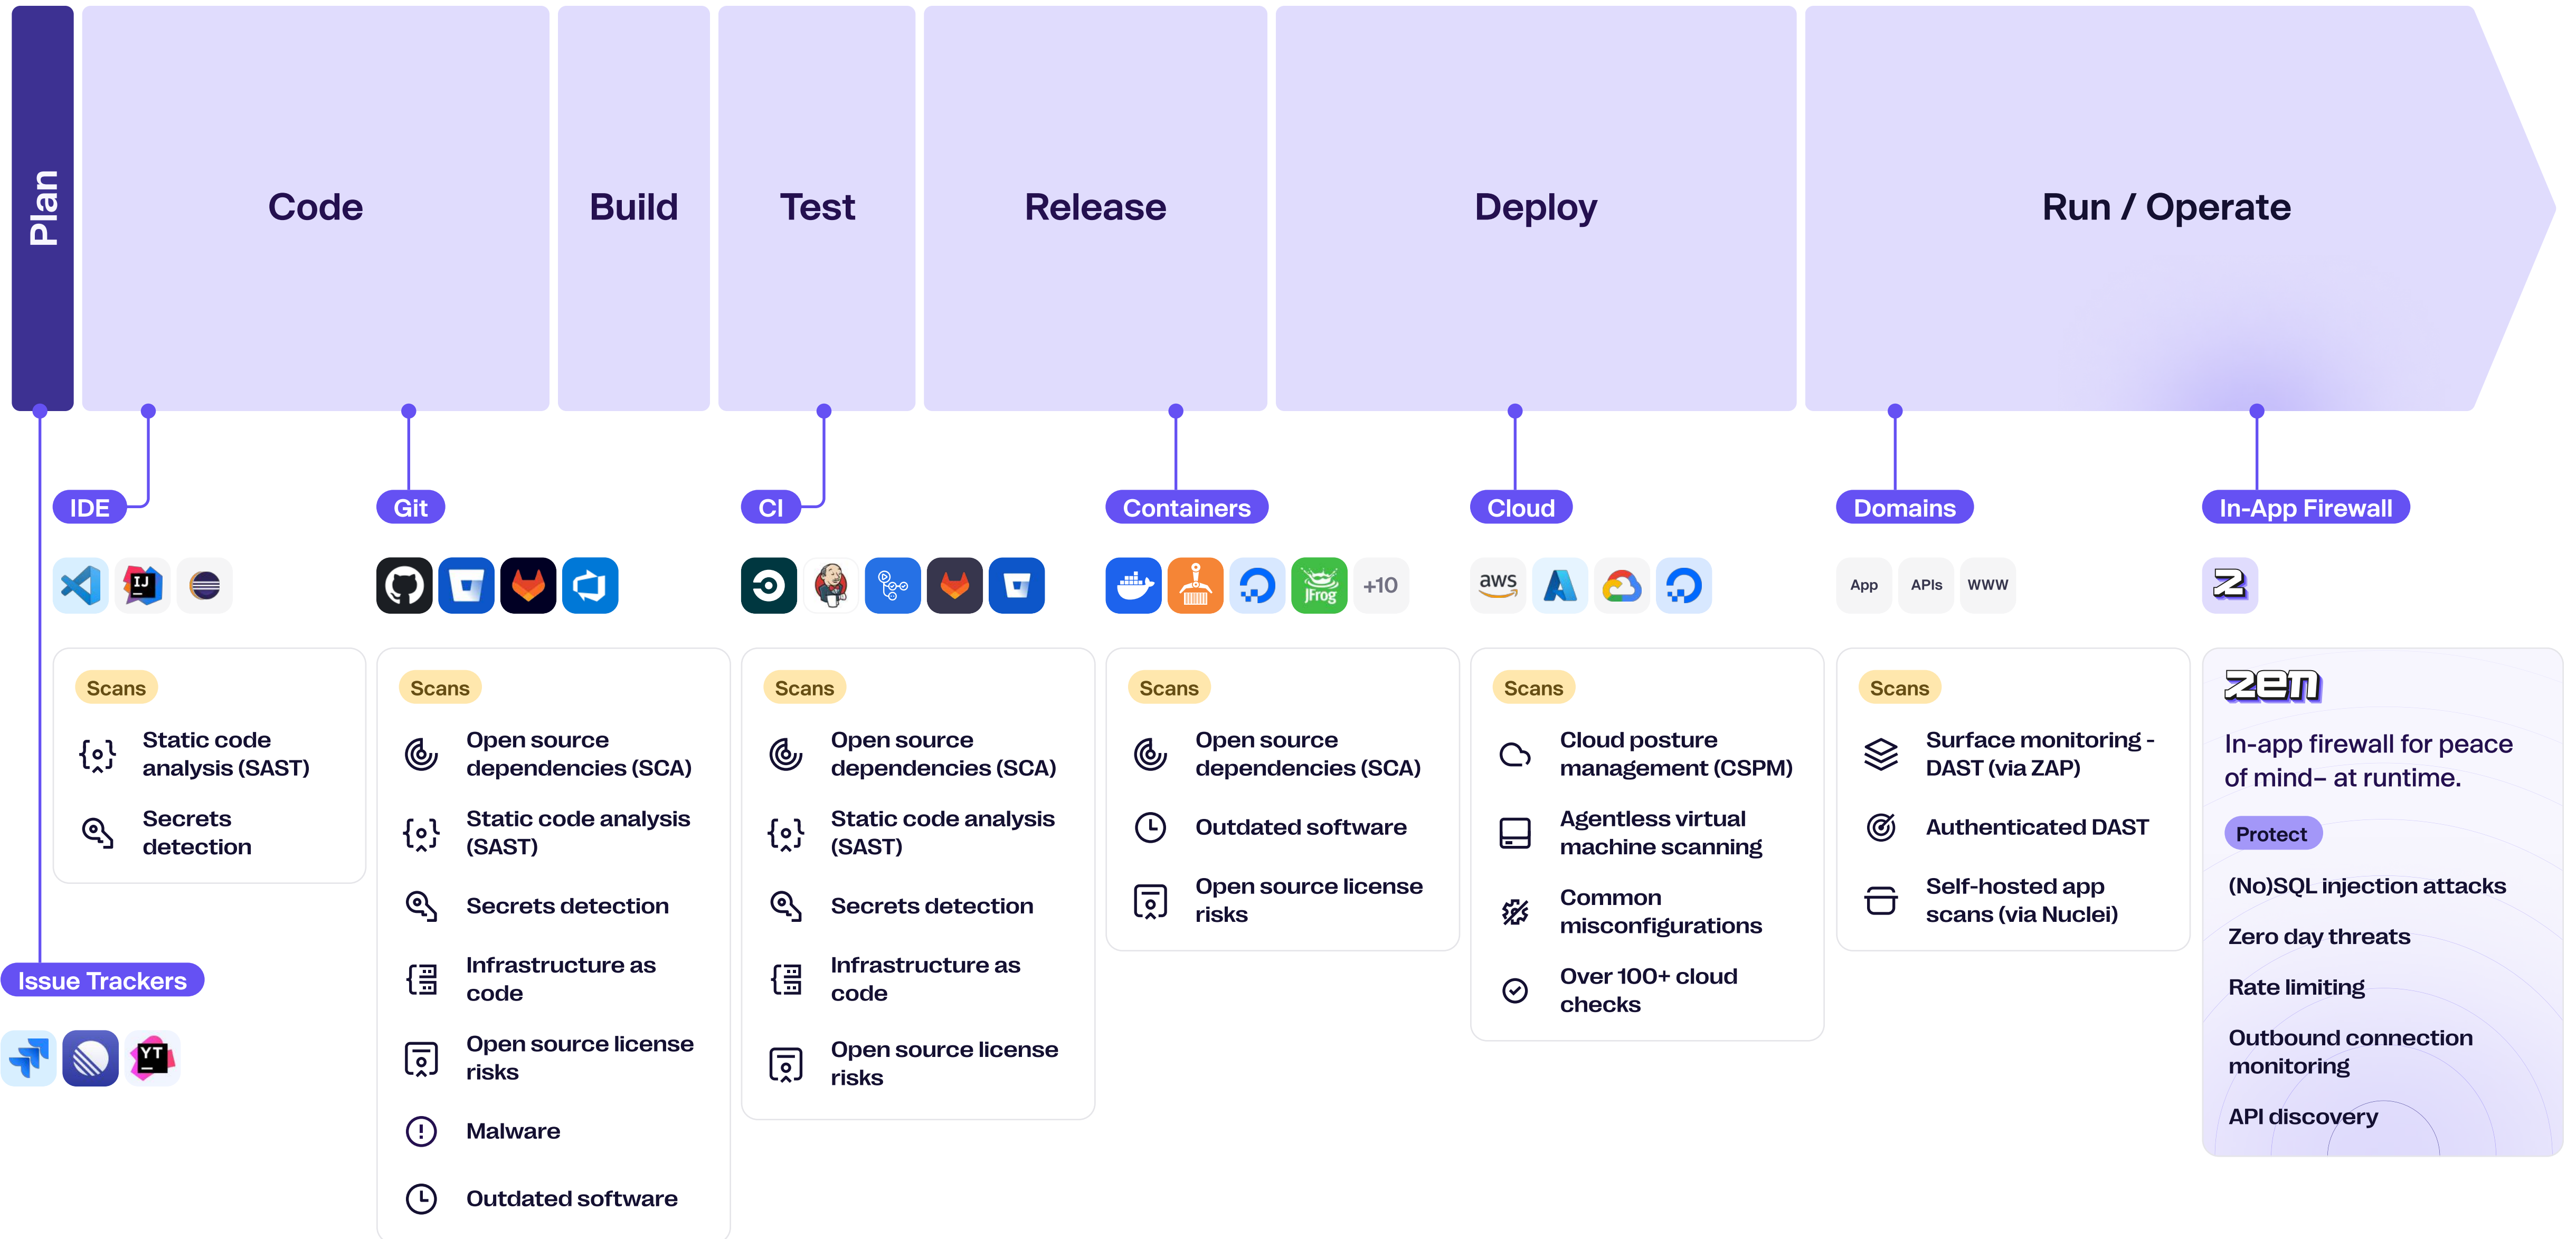 Plan
Code
Build
Test
Release
Deploy
Run / Operate
IDE
Git
CI
Containers
Cloud
Domains
In-App Firewall
IJ
JFrog
+10
aws
App
APIs
WWW
Z
Scans
Static code
analysis (SAST)
Secrets
detection
Issue Trackers
YT
Scans
Open source
dependencies (SCA)
Static code analysis
(SAST)
Secrets detection
Infrastructure as
code
Open source license
risks
Malware
Outdated software
Scans
Open source
dependencies (SCA)
Static code analysis
(SAST)
Secrets detection
Infrastructure as
code
Open source license
risks
Scans
Open source
dependencies (SCA)
Outdated software
Open source license
risks
Scans
Cloud posture
management (CSPM)
Agentless virtual
machine scanning
Common
misconfigurations
Over 100+ cloud
checks
Scans
Surface monitoring -
DAST (via ZAP)
Authenticated DAST
Self-hosted app
scans (via Nuclei)
zen
In-app firewall for peace
of mind– at runtime.
Protect
(No)SQL injection attacks
Zero day threats
Rate limiting
Outbound connection
monitoring
API discovery